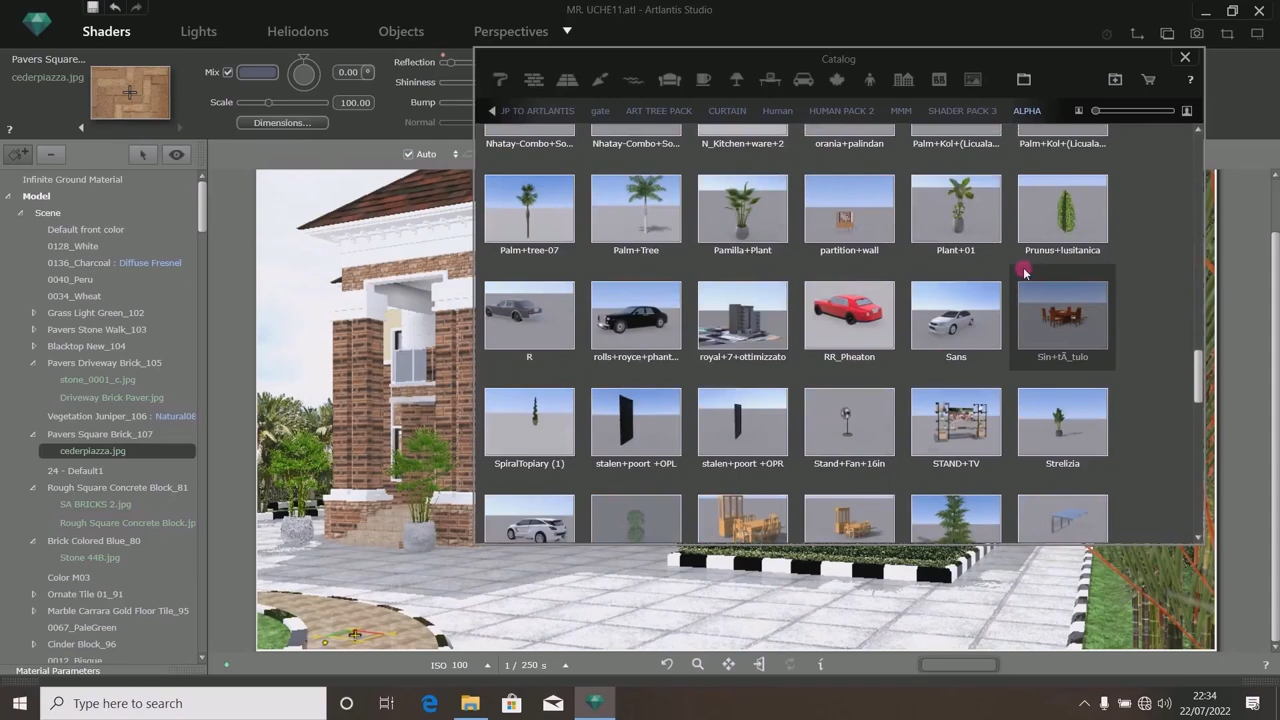 MR. UCHE11.atl - Artlantis Studio
Shaders
Lights
Heliodons
Objects
Perspectives
Pavers Square...
cederpiazza.jpg
Mix
0.00
Reflection
Shininess
Scale
100.00
Bump
Dimensions...
Normal
?
Auto
Infinite Ground Material
Model
Scene
Default front color
0128_White
0136_Charcoal : Diffuse Fresnel
0040_Peru
0034_Wheat
Grass Light Green_102
Pavers Stone Walk_103
Blacktop New_104
Pavers Driveway Brick_105
stone_0001_c.jpg
Driveway Brick Paver.jpg
Vegetation Juniper_106 : Natural08
Pavers Square Brick_107
cederpiazza.jpg
24 - Default1
Rough Square Concrete Block_81
SA BRICKS 2.jpg
Rough Square Concrete Block.jp
Brick Colored Blue_80
Stone 44B.jpg
Color M03
Ornate Tile 01_91
Marble Carrara Gold Floor Tile_95
0067_PaleGreen
Cinder Block_96
0012_Bisque
Material Parameters
Catalog
?
JP TO ARTLANTIS
gate
ART TREE PACK
CURTAIN
Human
HUMAN PACK 2
MMM
SHADER PACK 3
ALPHA
Nhatay-Combo+So...
Nhatay-Combo+So...
N_Kitchen+ware+2
orania+palindan
Palm+Kol+(Licuala...
Palm+Kol+(Licuala...
Palm+tree-07
Palm+Tree
Pamilla+Plant
partition+wall
Plant+01
Prunus+lusitanica
R
rolls+royce+phant...
royal+7+ottimizzato
RR_Pheaton
Sans
Sin+tÃ_tulo
SpiralTopiary (1)
stalen+poort +OPL
stalen+poort +OPR
Stand+Fan+16in
STAND+TV
Strelizia
ISO 100
1 / 250 s
?
Type here to search
22:34
22/07/2022